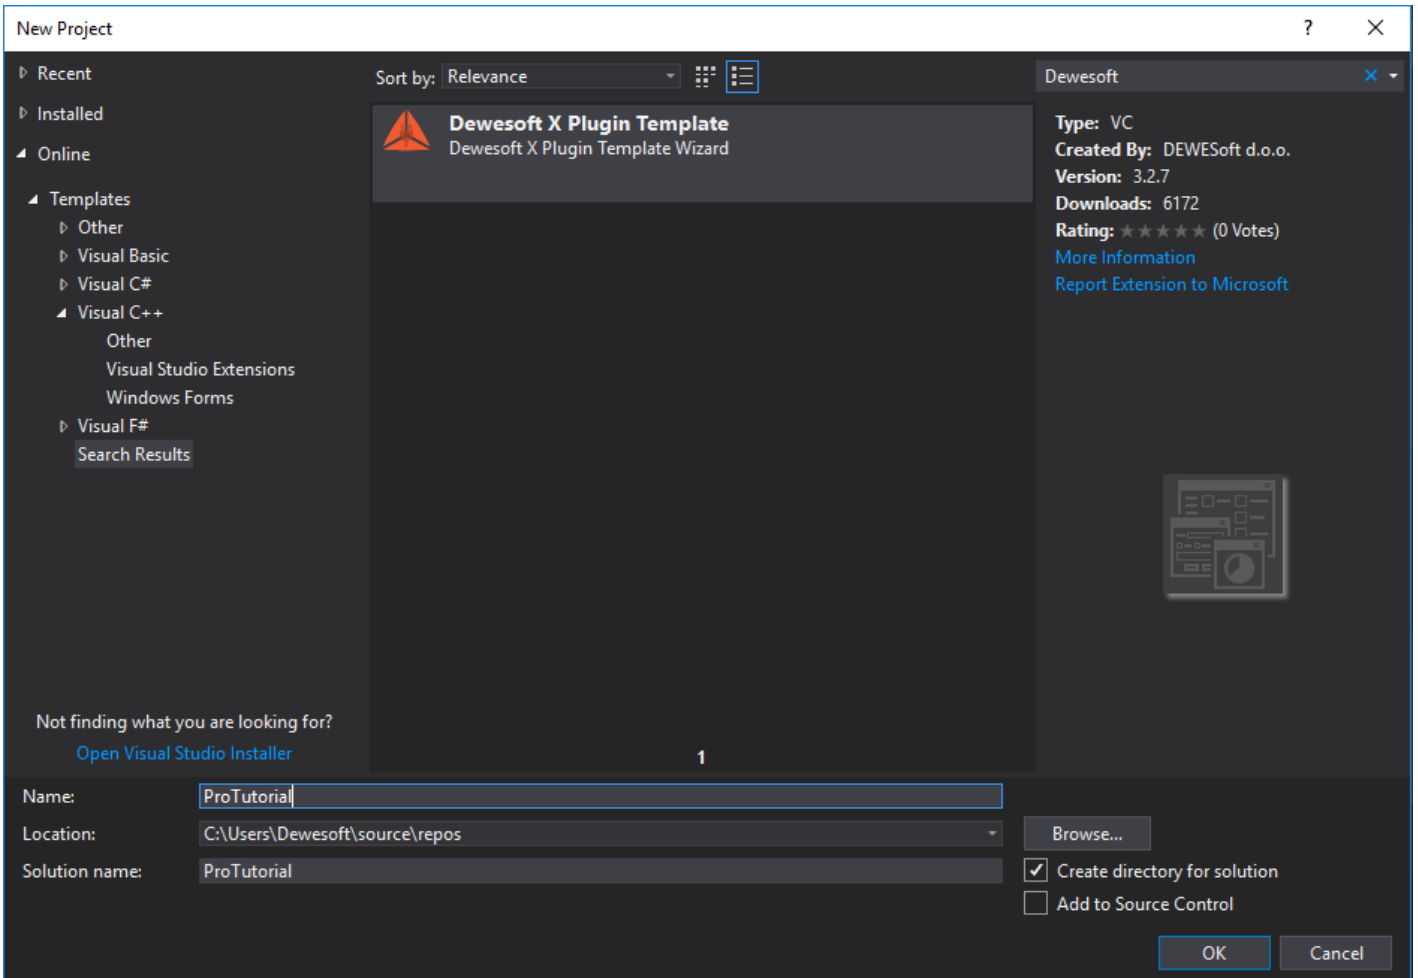 New Project
?
Recent
Installed
Online
Templates
Other
Visual Basic
Visual C#
Visual C++
Other
Visual Studio Extensions
Windows Forms
Visual F#
Search Results
Not finding what you are looking for?
Open Visual Studio Installer
Sort by: Relevance
Dewesoft X Plugin Template
Dewesoft X Plugin Template Wizard
1
Dewesoft
Type: VC
Created By: DEWESoft d.o.o.
Version: 3.2.7
Downloads: 6172
Rating: ★★★★★ (0 Votes)
More Information
Report Extension to Microsoft
Name: ProTutorial
Location: C:\Users\Dewesoft\source\repos
Browse...
Solution name: ProTutorial
Create directory for solution
Add to Source Control
OK
Cancel